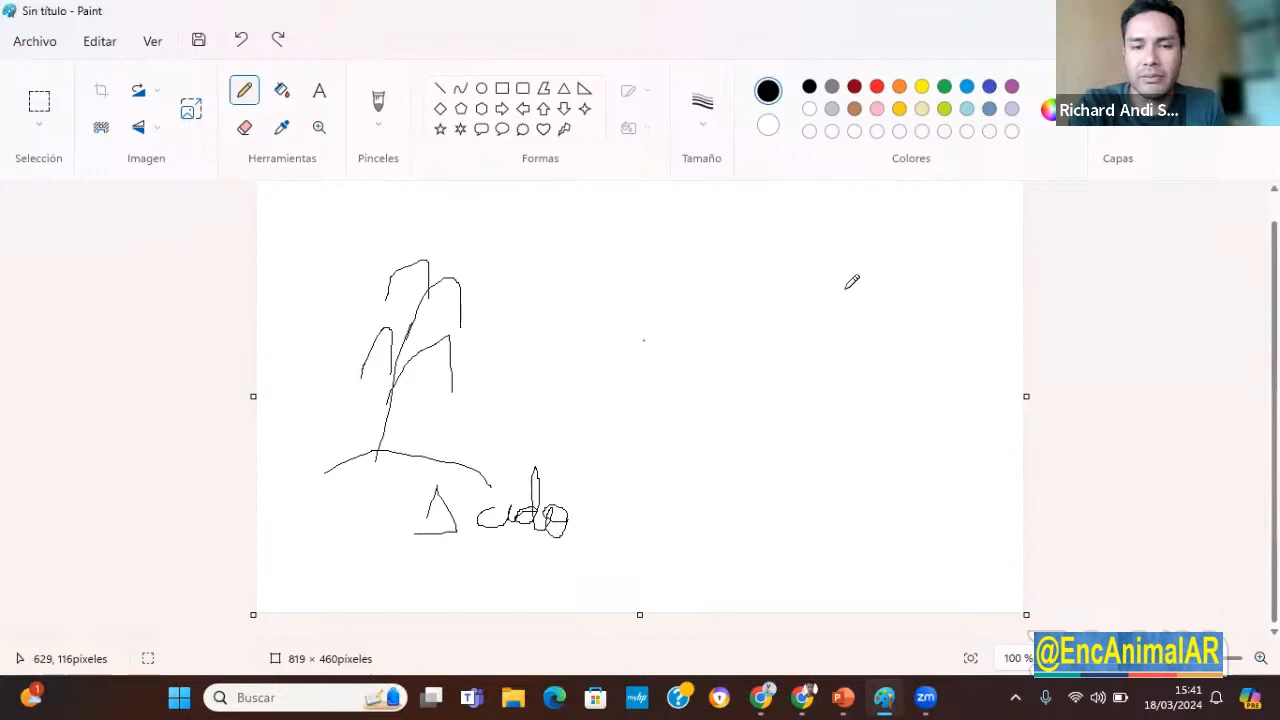 Sin título - Paint
Archivo Editar Ver
Richard Andi S...
Selección Imagen Herramientas Pinceles Formas Tamaño Colores Capas
629, 116píxeles 819 × 460píxeles 100 %
@EncAnimalAR
1 Buscar 15:41
18/03/2024